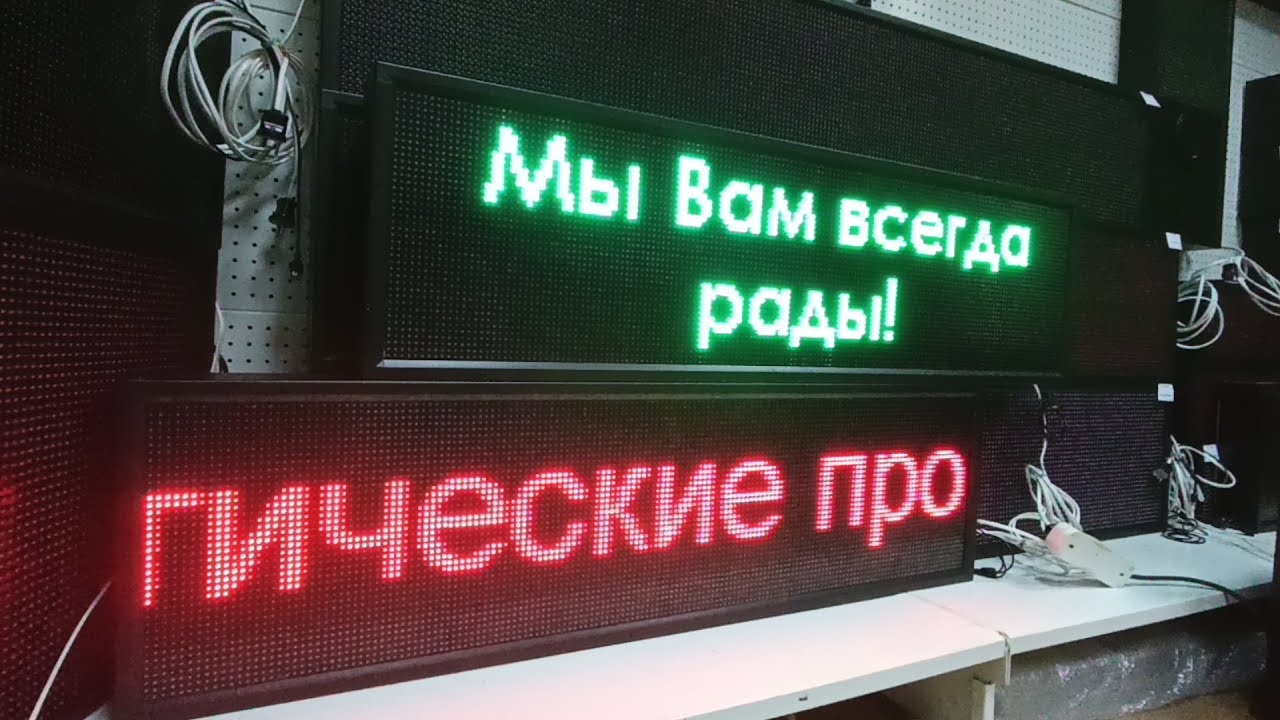 Мы Вам всегда
рады!
гические про